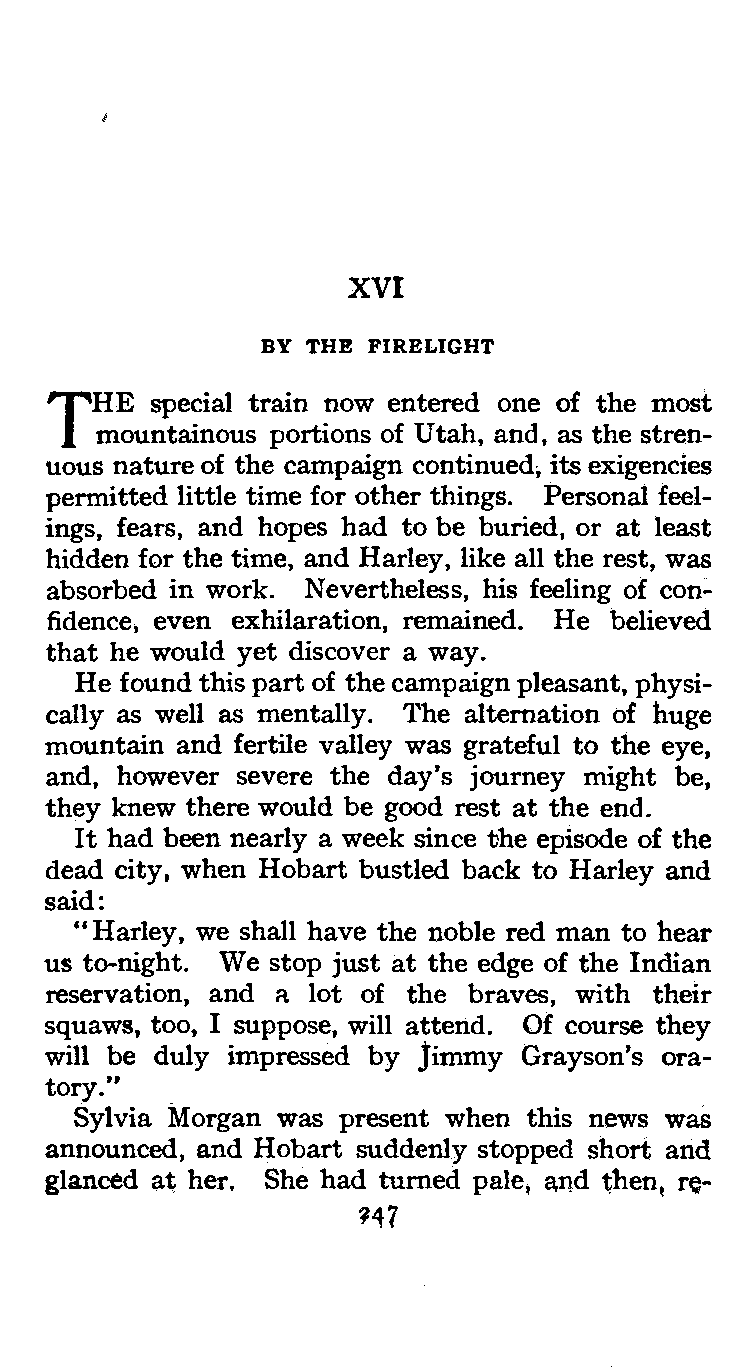 XVI
BY THE FIRELIGHT
THE special train now entered one of the most
mountainous portions of Utah, and, as the stren-
uous nature of the campaign continued, its exigencies
permitted little time for other things. Personal feel-
ings, fears, and hopes had to be buried, or at least
hidden for the time, and Harley, like all the rest, was
absorbed in work. Nevertheless, his feeling of con-
fidence, even exhilaration, remained. He believed
that he would yet discover a way.
He found this part of the campaign pleasant, physi-
cally as well as mentally. The alternation of huge
mountain and fertile valley was grateful to the eye,
and, however severe the day's journey might be,
they knew there would be good rest at the end.
It had been nearly a week since the episode of the
dead city, when Hobart bustled back to Harley and
said:
"Harley, we shall have the noble red man to hear
us to-night. We stop just at the edge of the Indian
reservation, and a lot of the braves, with their
squaws, too, I suppose, will attend. Of course they
will be duly impressed by Jimmy Grayson's ora-
tory."
Sylvia Morgan was present when this news was
announced, and Hobart suddenly stopped short and
glanced at her. She had turned pale, and then, re-
247